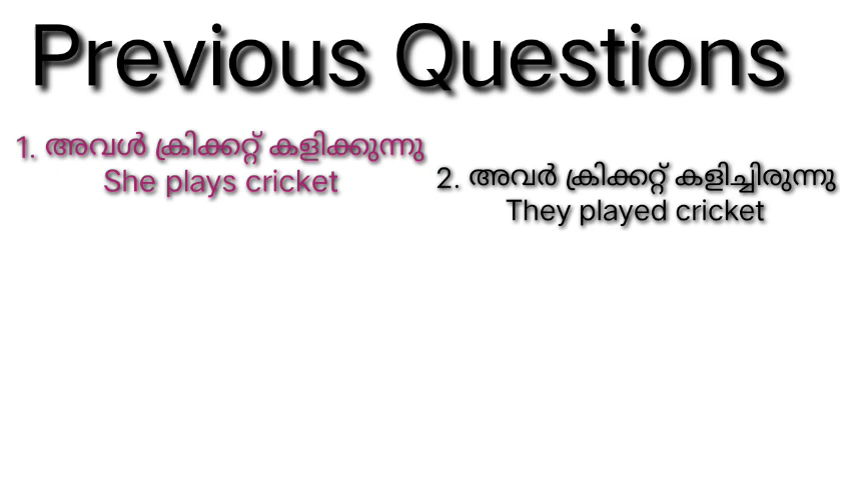 Previous Questions
1. അവൾ ക്രിക്കറ്റ് കളിക്കുന്നു
She plays cricket
2. അവർ ക്രിക്കറ്റ് കളിച്ചിരുന്നു
They played cricket